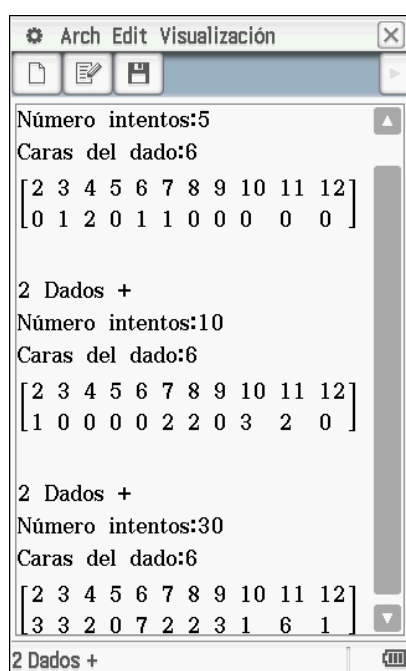 Arch Edit Visualización
Número intentos:5
Caras del dado:6
2 3 4 5 6 7 8 9 10 11 12
0 1 2 0 1 1 0 0 0 0 0
2 Dados +
Número intentos:10
Caras del dado:6
2 3 4 5 6 7 8 9 10 11 12
1 0 0 0 0 2 2 0 3 2 0
2 Dados +
Número intentos:30
Caras del dado:6
2 3 4 5 6 7 8 9 10 11 12
3 3 2 0 7 2 2 3 1 6 1
2 Dados +